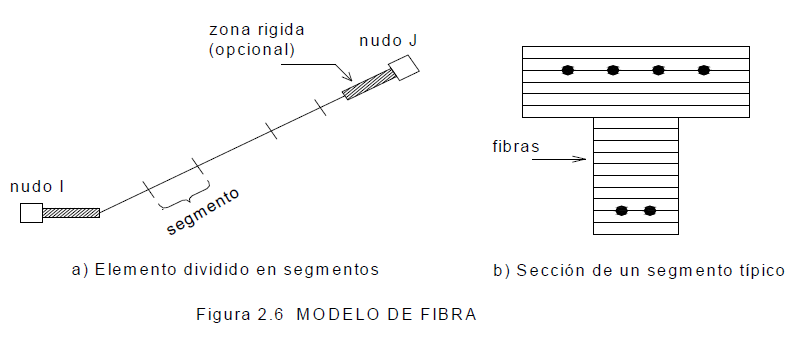 zona rigida
(opcional)
nudo J
nudo I
segmento
fibras
a) Elemento dividido en segmentos
b) Sección de un segmento típico
Figura 2.6 MODELO DE FIBRA